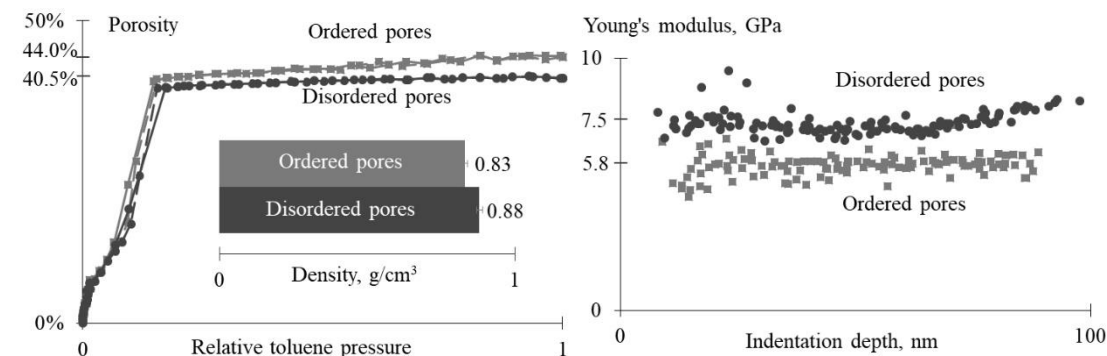 50%
Porosity
Ordered pores
44.0%
40.5%
Disordered pores
Ordered pores
0.83
Disordered pores
0.88
0
Density, g/cm³
1
0%
0
Relative toluene pressure
1
Young's modulus, GPa
10
Disordered pores
7.5
5.8
Ordered pores
0
0
Indentation depth, nm
100